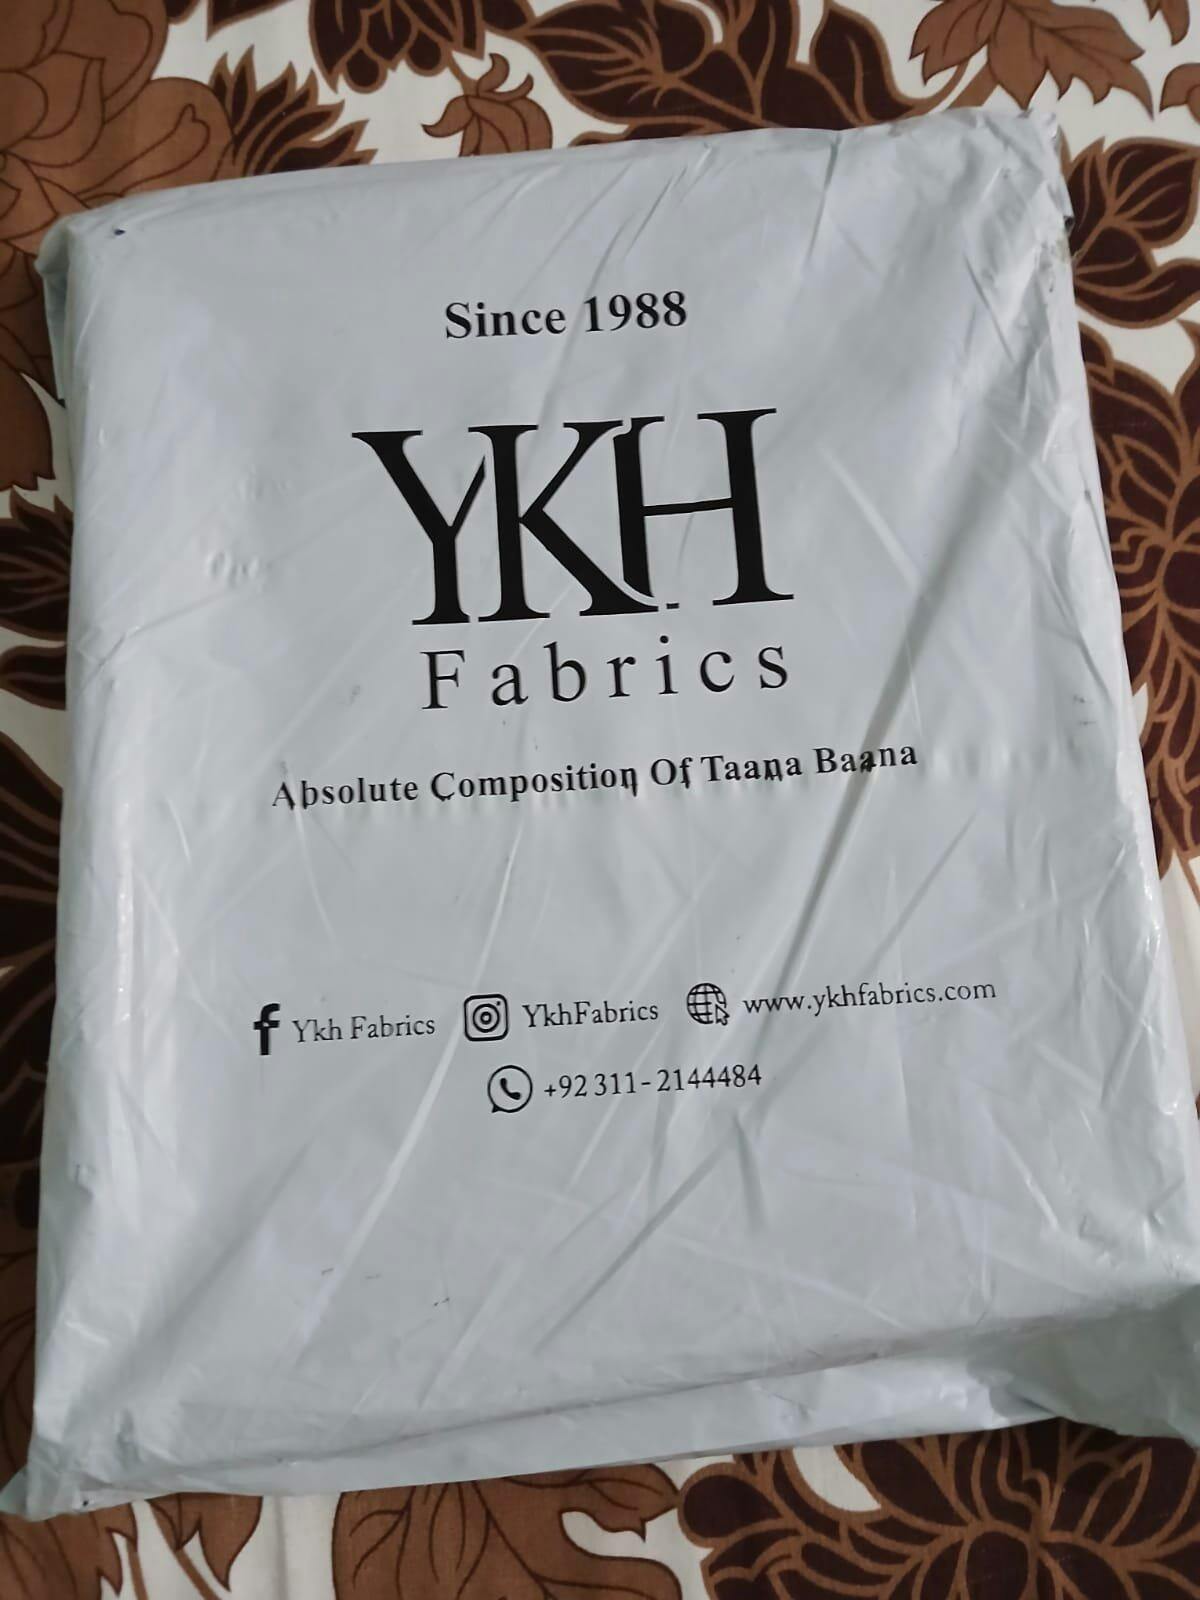 Since 1988
YKH
Fabrics
Absolute Composition Of Taana Baana
Ykh Fabrics YkhFabrics www.ykhfabrics.com
+92 311-2144484